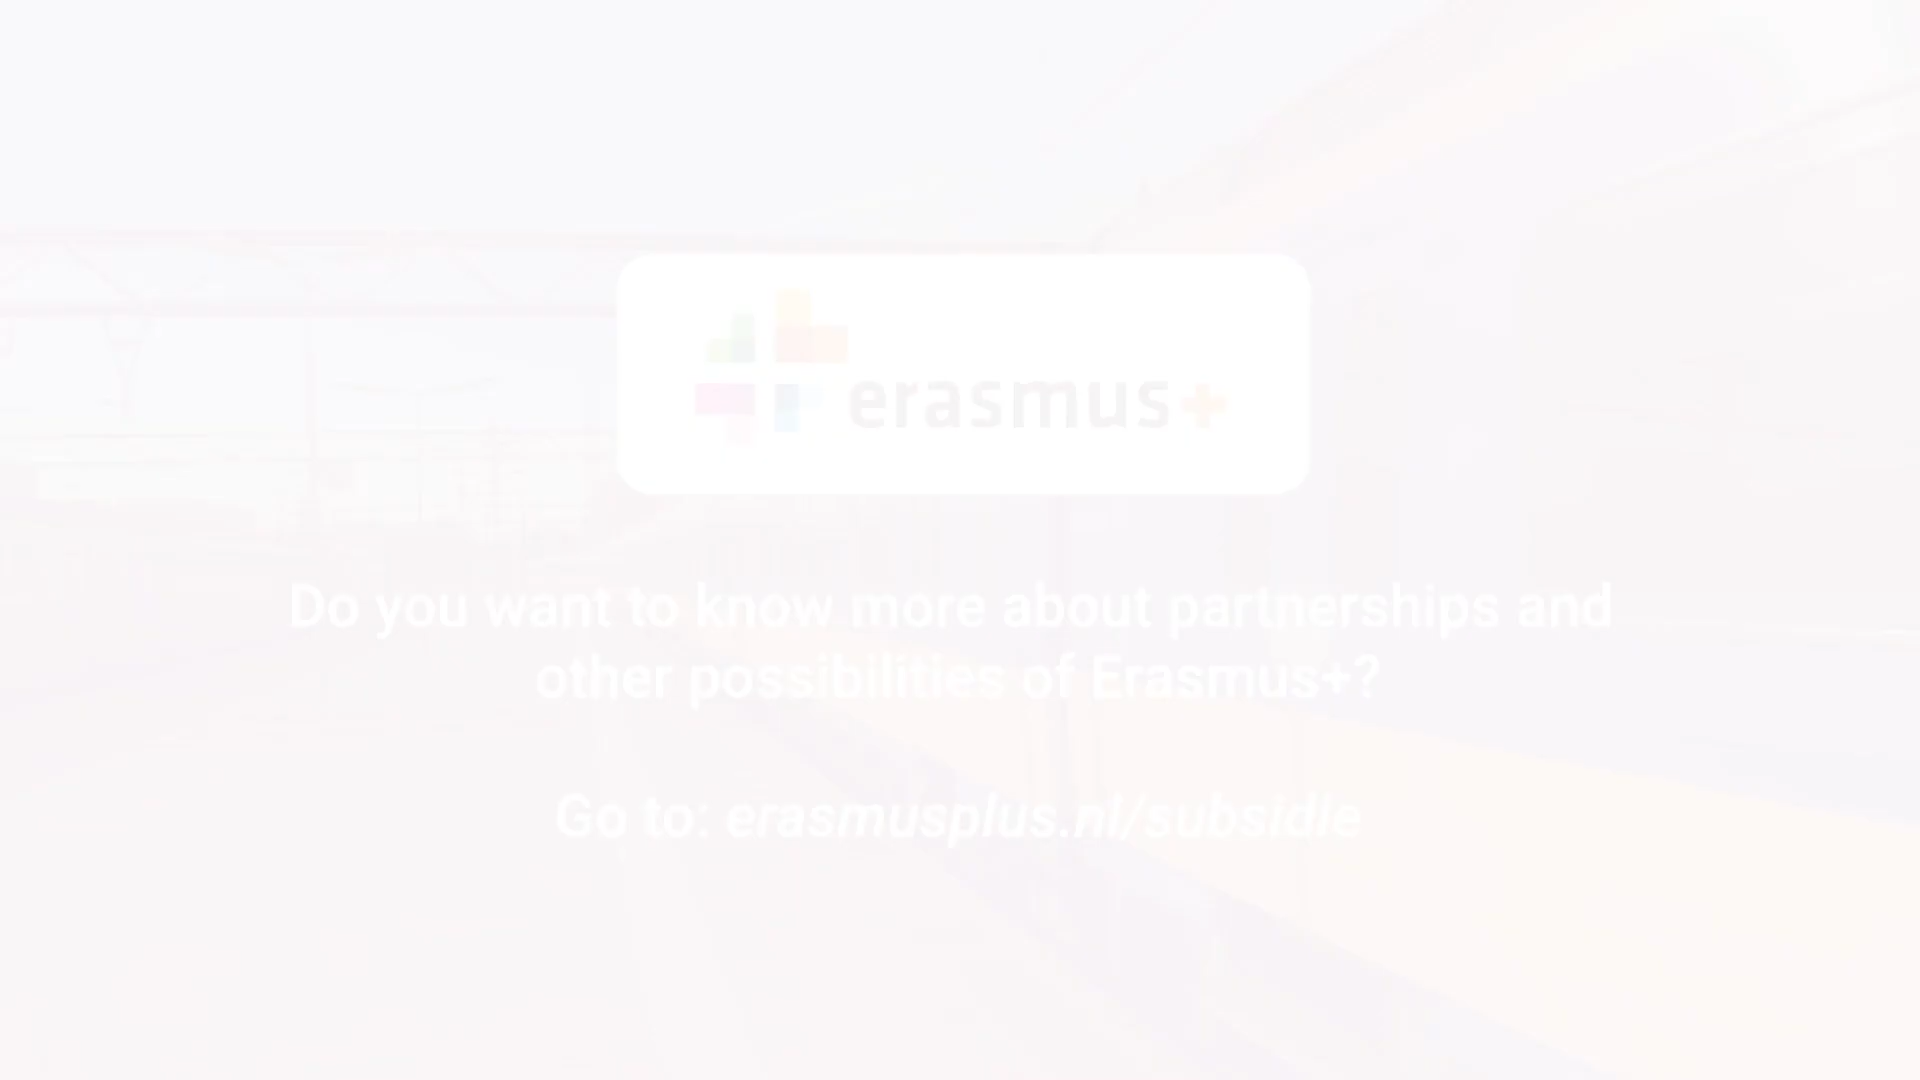 erasmus+
Do you want to know more about partnerships and
other possibilities of Erasmus+?
Go to: erasmusplus.nl/subsidie